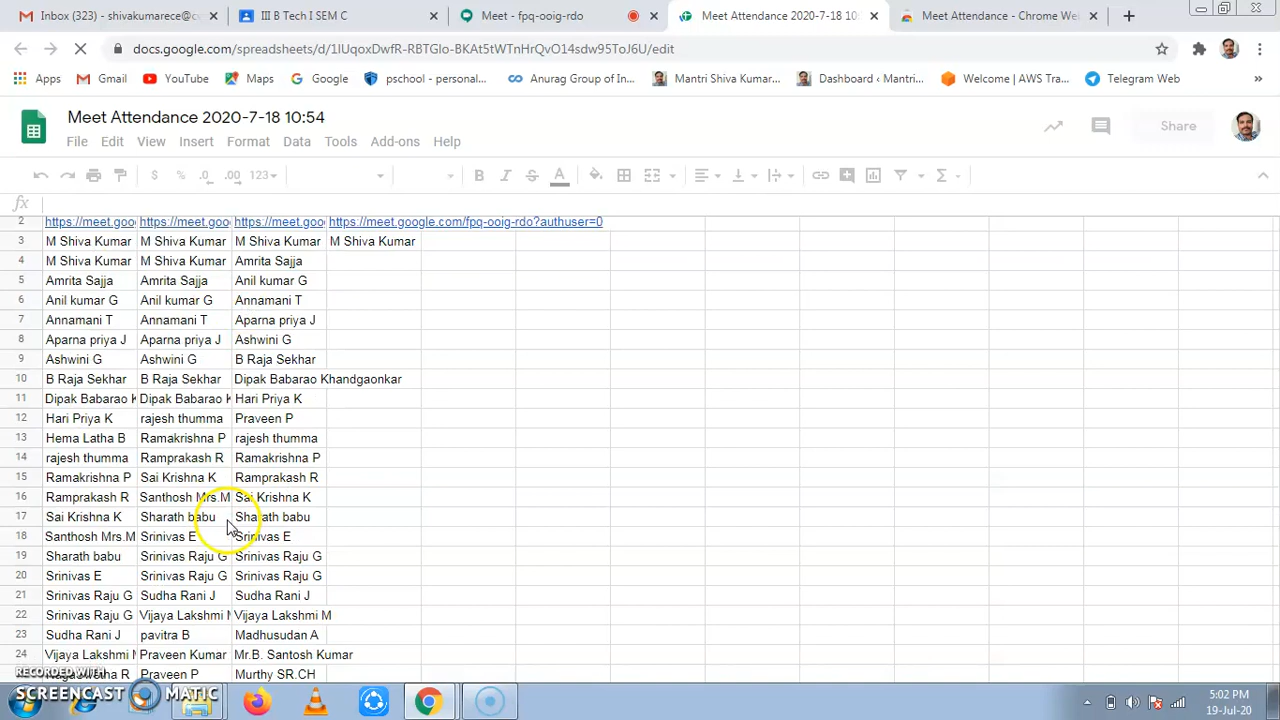 Inbox (323) - shivakumarece@cv
III B Tech I SEM C
Meet - fpq-ooig-rdo
Meet Attendance 2020-7-18 10:
Meet Attendance - Chrome We
docs.google.com/spreadsheets/d/1lUqoxDwfR-RBTGlo-BKAt5tWTnHrQvO14sdw95ToJ6U/edit
Apps Gmail YouTube Maps Google pschool - personal... Anurag Group of In... Mantri Shiva Kumar... Dashboard ‹ Mantri... Welcome | AWS Tra... Telegram Web
Meet Attendance 2020-7-18 10:54
File Edit View Insert Format Data Tools Add-ons Help
Share
$ % .0 .00 123 B I S A Σ
fx
2 https://meet.goo https://meet.goo https://meet.goo https://meet.google.com/fpq-ooig-rdo?authuser=0
3 M Shiva Kumar M Shiva Kumar M Shiva Kumar M Shiva Kumar
4 M Shiva Kumar M Shiva Kumar Amrita Sajja
5 Amrita Sajja Amrita Sajja Anil kumar G
6 Anil kumar G Anil kumar G Annamani T
7 Annamani T Annamani T Aparna priya J
8 Aparna priya J Aparna priya J Ashwini G
9 Ashwini G Ashwini G B Raja Sekhar
10 B Raja Sekhar B Raja Sekhar Dipak Babarao Khandgaonkar
11 Dipak Babarao K Dipak Babarao K Hari Priya K
12 Hari Priya K rajesh thumma Praveen P
13 Hema Latha B Ramakrishna P rajesh thumma
14 rajesh thumma Ramprakash R Ramakrishna P
15 Ramakrishna P Sai Krishna K Ramprakash R
16 Ramprakash R Santhosh Mrs.M Sai Krishna K
17 Sai Krishna K Sharath babu Sharath babu
18 Santhosh Mrs.M Srinivas E Srinivas E
19 Sharath babu Srinivas Raju G Srinivas Raju G
20 Srinivas E Srinivas Raju G Srinivas Raju G
21 Srinivas Raju G Sudha Rani J Sudha Rani J
22 Srinivas Raju G Vijaya Lakshmi M Vijaya Lakshmi M
23 Sudha Rani J pavitra B Madhusudan A
24 Vijaya Lakshmi M Praveen Kumar Mr.B. Santosh Kumar
Praveen P Murthy SR.CH
RECORDED WITH
SCREENCAST MATIC
5:02 PM
19-Jul-20